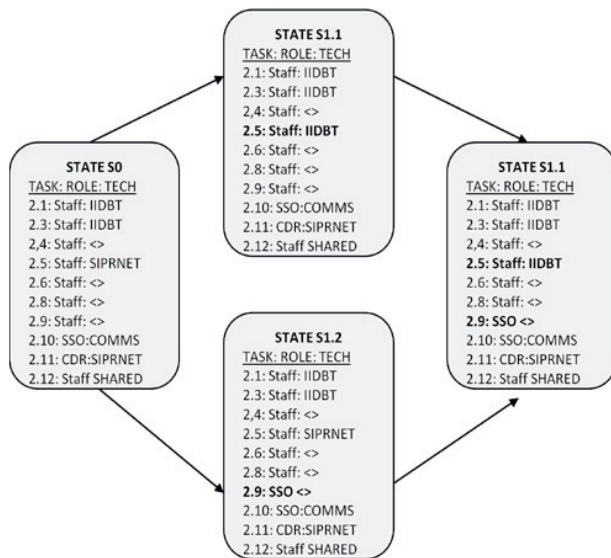 STATE S1.1
TASK: ROLE: TECH
2.1: Staff: IIDBT
2.3: Staff: IIDBT
2,4: Staff: <>
2.5: Staff: IIDBT
2.6: Staff: <>
2.8: Staff: <>
2.9: Staff: <>
2.10: SSO:COMMS
2.11: CDR:SIPRNET
2.12: Staff SHARED
STATE S0
TASK: ROLE: TECH
2.1: Staff: IIDBT
2.3: Staff: IIDBT
2,4: Staff: <>
2.5: Staff: SIPRNET
2.6: Staff: <>
2.8: Staff: <>
2.9: Staff: <>
2.10: SSO:COMMS
2.11: CDR:SIPRNET
2.12: Staff SHARED
STATE S1.1
TASK: ROLE: TECH
2.1: Staff: IIDBT
2.3: Staff: IIDBT
2,4: Staff: <>
2.5: Staff: IIDBT
2.6: Staff: <>
2.8: Staff: <>
2.9: SSO <>
2.10: SSO:COMMS
2.11: CDR:SIPRNET
2.12: Staff SHARED
STATE S1.2
TASK: ROLE: TECH
2.1: Staff: IIDBT
2.3: Staff: IIDBT
2,4: Staff: <>
2.5: Staff: SIPRNET
2.6: Staff: <>
2.8: Staff: <>
2.9: SSO <>
2.10: SSO:COMMS
2.11: CDR:SIPRNET
2.12: Staff SHARED